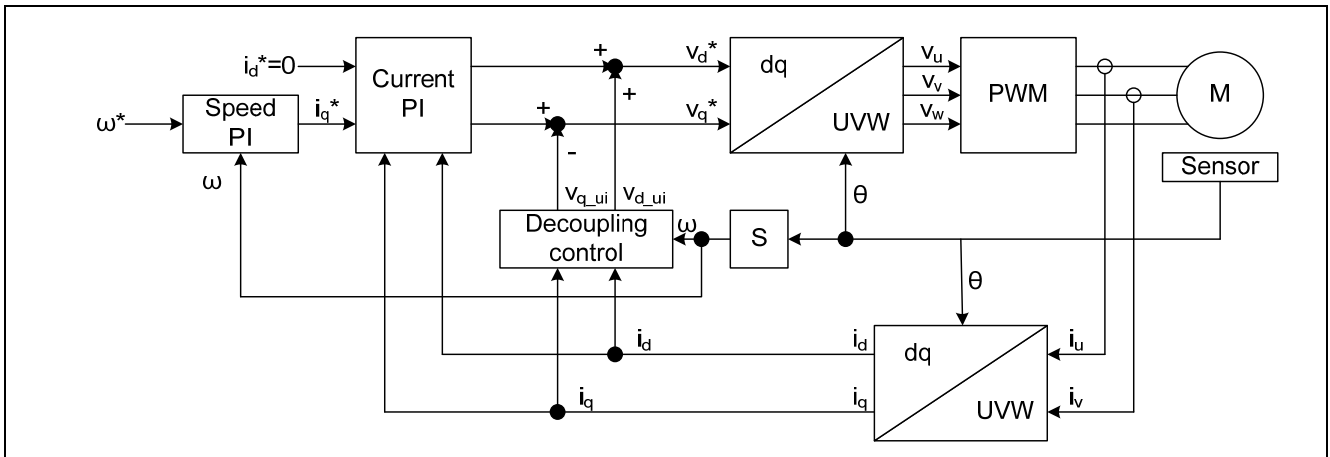 i_d*=0
Current
PI
+
+
v_d*
dq
UVW
v_u
v_v
v_w
PWM
M
ω*
Speed
PI
i_q*
+
-
v_q*
Sensor
ω
v_q_ui
v_d_ui
θ
Decoupling
control
ω
S
θ
i_d
i_d
dq
UVW
i_u
i_q
i_q
i_v